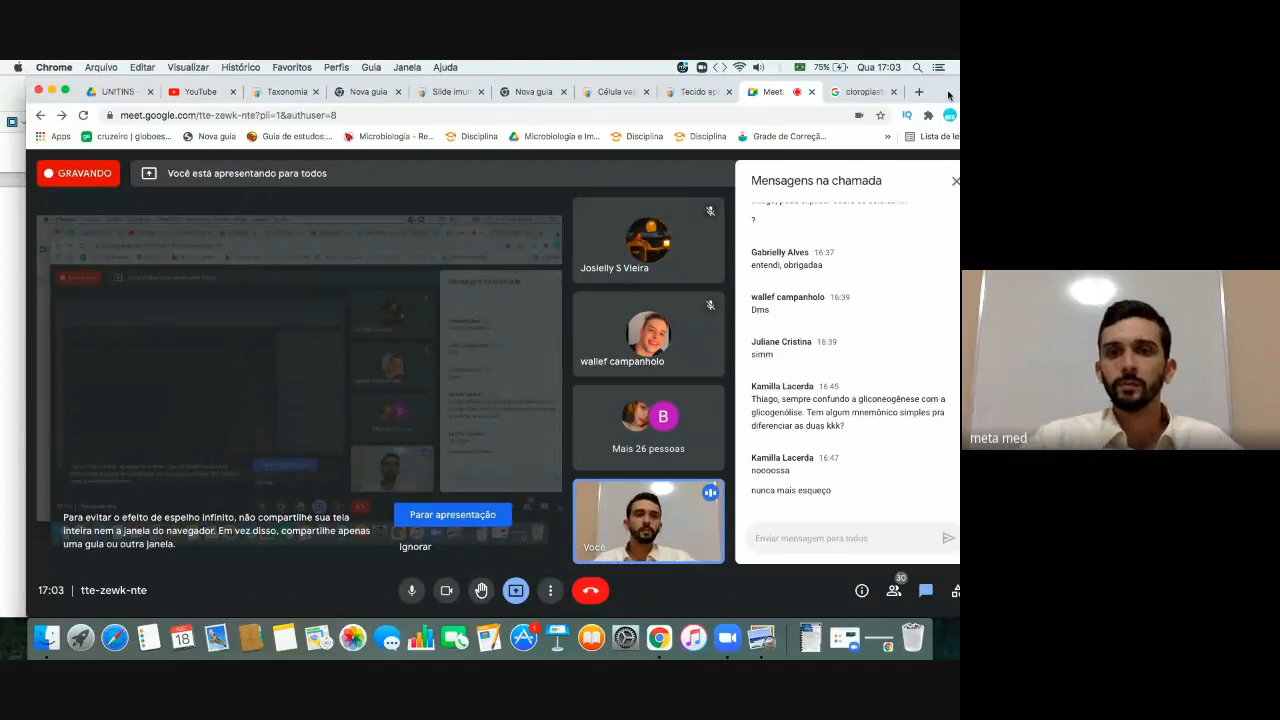 Chrome Arquivo Editar Visualizar Histórico Favoritos Perfis Guia Janela Ajuda 75% Qua 17:03
UNITINS - YouTube Taxonomia Nova guia Slide imun Nova guia Célula veg Tecido epi Meet: cloroplasto
meet.google.com/tte-zewk-nte?pli=1&authuser=8
Apps cruzeiro | globoes... Nova guia Guia de estudos:... Microbiologia - Re... Disciplina Microbiologia e Im... Disciplina Disciplina Grade de Correçã... » Lista de le
GRAVANDO
Você está apresentando para todos
Mensagens na chamada
?
Gabrielly Alves 16:37
entendi, obrigadaa
wallef campanholo 16:39
Dms
Juliane Cristina 16:39
simm
Kamilla Lacerda 16:45
Thiago, sempre confundo a gliconeogênese com a
glicogenólise. Tem algum mnemônico simples pra
diferenciar as duas kkk?
Kamilla Lacerda 16:47
noooossa
nunca mais esqueço
Enviar mensagem para todos
Josielly S Vieira
wallef campanholo
B
Mais 26 pessoas
Você
Para evitar o efeito de espelho infinito, não compartilhe sua tela
inteira nem a janela do navegador. Em vez disso, compartilhe apenas
uma guia ou outra janela.
Parar apresentação
Ignorar
17:03 | tte-zewk-nte
30
AGO
18
1
meta med